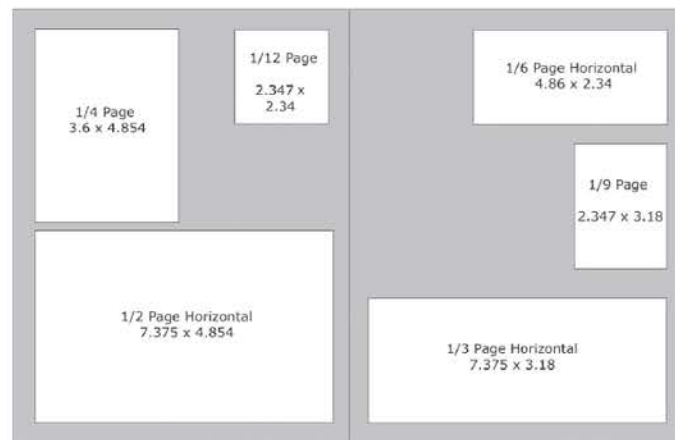 1/4 Page
3.6 x 4.854
1/12 Page
2.347 x
2.34
1/2 Page Horizontal
7.375 x 4.854
1/6 Page Horizontal
4.86 x 2.34
1/9 Page
2.347 x 3.18
1/3 Page Horizontal
7.375 x 3.18